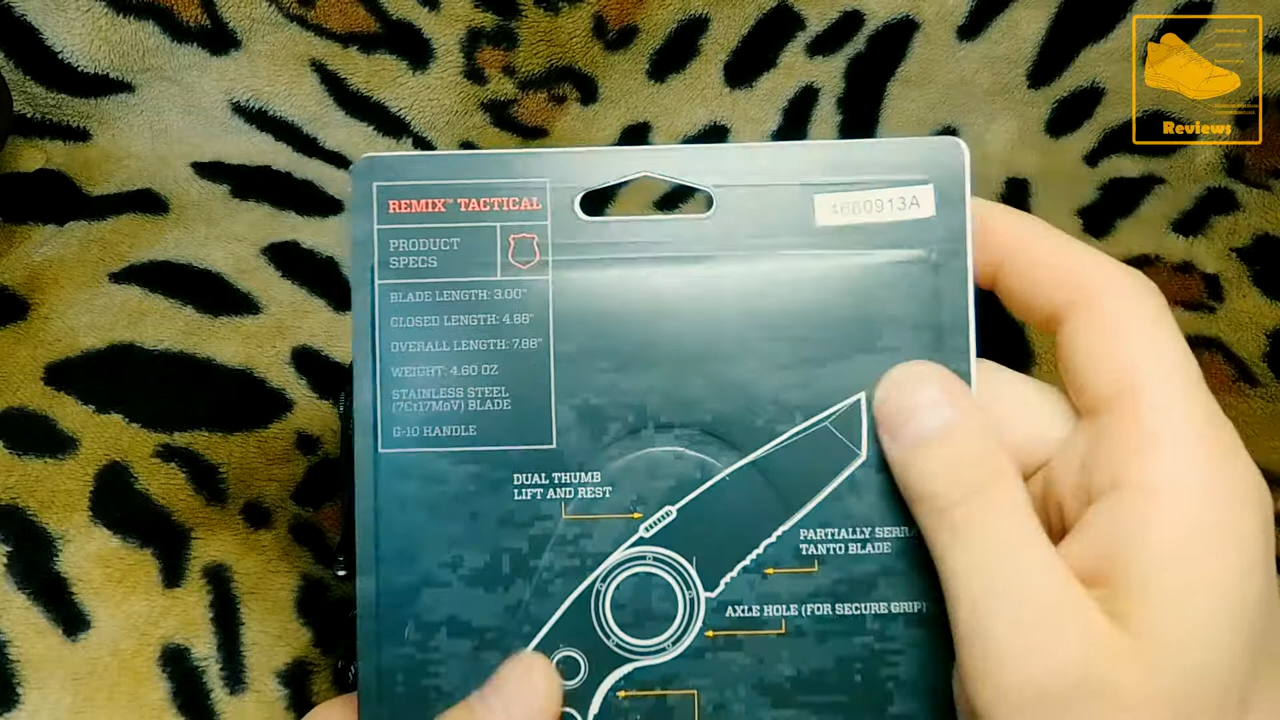 Reviews
REMIX™ TACTICAL
4660913A
PRODUCT
SPECS
BLADE LENGTH: 3.00"
CLOSED LENGTH: 4.88"
OVERALL LENGTH: 7.88"
WEIGHT: 4.60 OZ
STAINLESS STEEL
(7Cr17MoV) BLADE
G-10 HANDLE
DUAL THUMB
LIFT AND REST
PARTIALLY
TANTO BLADE
AXLE HOLE (FOR SECURE GRIP)